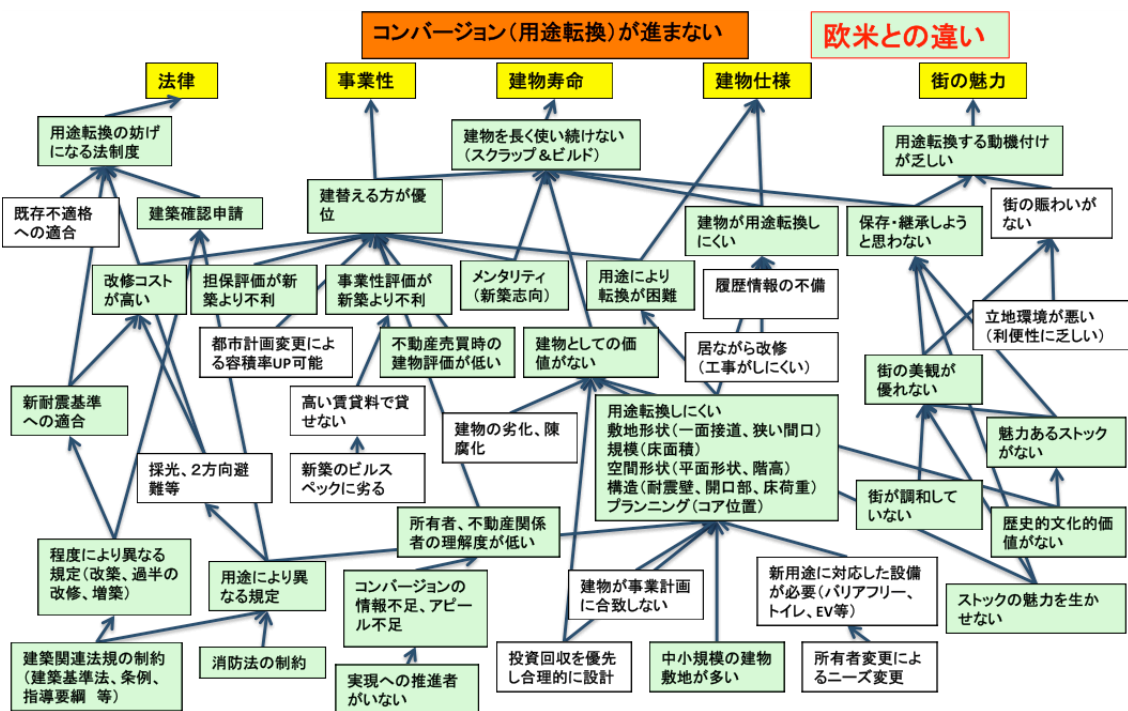 コンバージョン（用途転換）が進まない
欧米との違い
法律
事業性
建物寿命
建物仕様
街の魅力
用途転換の妨げ
になる法制度
建物を長く使い続けない
（スクラップ＆ビルド）
用途転換する動機付け
が乏しい
既存不適格
への適合
建築確認申請
建替える方が優
位
建物が用途転換し
にくい
保存・継承しよう
と思わない
街の賑わいが
ない
改修コスト
が高い
担保評価が新
築より不利
事業性評価が
新築より不利
メンタリティ
（新築志向）
用途により
転換が困難
履歴情報の不備
都市計画変更によ
る容積率UP可能
不動産売買時の
建物評価が低い
建物としての価
値がない
居ながら改修
（工事がしにくい）
立地環境が悪い
（利便性に乏しい）
新耐震基準
への適合
高い賃貸料で貸
せない
建物の劣化、陳
腐化
用途転換しにくい
敷地形状（一面接道、狭い間口）
規模（床面積）
空間形状（平面形状、階高）
構造（耐震壁、開口部、床荷重）
プランニング（コア位置）
街の美観が
優れない
魅力あるストック
がない
採光、２方向避
難等
新築のビルス
ペックに劣る
街が調和して
いない
歴史的文化的価
値がない
所有者、不動産関係
者の理解度が低い
程度により異なる
規定（改築、過半の
改修、増築）
用途により異
なる規定
コンバージョンの
情報不足、アピー
ル不足
建物が事業計画
に合致しない
新用途に対応した設備
が必要（バリアフリー、
トイレ、EV等）
ストックの魅力を生か
せない
建築関連法規の制約
（建築基準法、条例、
指導要綱　等）
消防法の制約
実現への推進者
がいない
投資回収を優先
し合理的に設計
中小規模の建物
敷地が多い
所有者変更によ
るニーズ変更